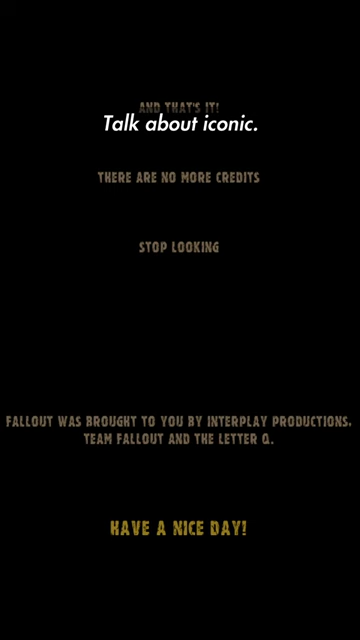 AND THAT'S IT!
Talk about iconic.
THERE ARE NO MORE CREDITS
STOP LOOKING
FALLOUT WAS BROUGHT TO YOU BY INTERPLAY PRODUCTIONS,
TEAM FALLOUT AND THE LETTER Q.
HAVE A NICE DAY!